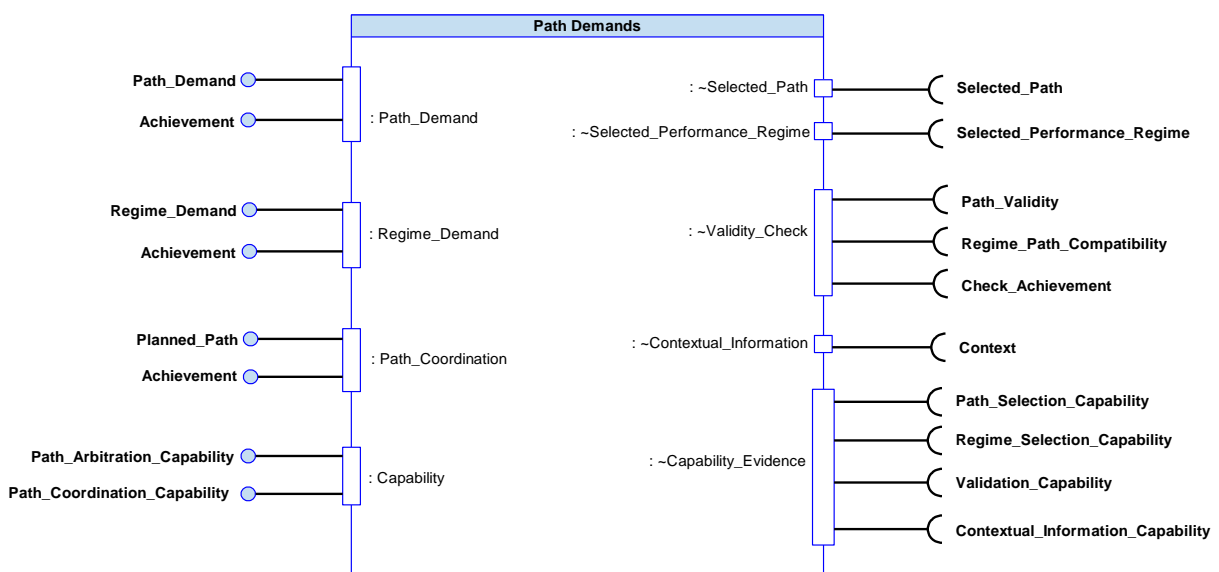 Path Demands
Path_Demand
Achievement
: Path_Demand
Regime_Demand
Achievement
: Regime_Demand
Planned_Path
Achievement
: Path_Coordination
Path_Arbitration_Capability
Path_Coordination_Capability
: Capability
: ~Selected_Path
Selected_Path
: ~Selected_Performance_Regime
Selected_Performance_Regime
: ~Validity_Check
Path_Validity
Regime_Path_Compatibility
Check_Achievement
: ~Contextual_Information
Context
: ~Capability_Evidence
Path_Selection_Capability
Regime_Selection_Capability
Validation_Capability
Contextual_Information_Capability